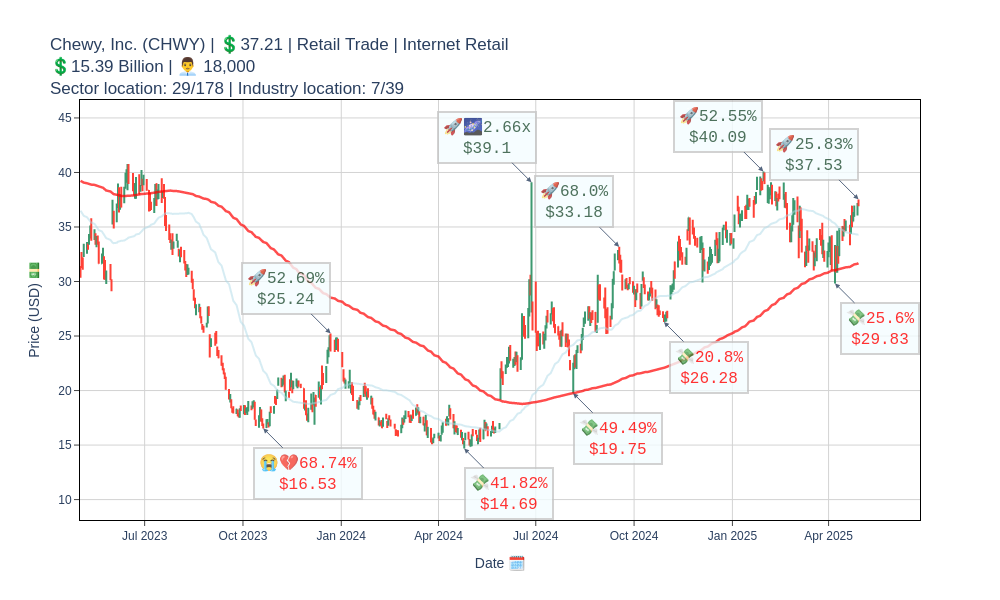 Chewy, Inc. (CHWY) | 💲37.21 | Retail Trade | Internet Retail
💲15.39 Billion | 👨‍💼 18,000
Sector location: 29/178 | Industry location: 7/39
45
40
35
30
25
20
15
10
Price (USD) 💵
🚀🌌2.66x
$39.1
🚀68.0%
$33.18
🚀52.55%
$40.09
🚀25.83%
$37.53
🚀52.69%
$25.24
💸25.6%
$29.83
💸20.8%
$26.28
💸49.49%
$19.75
😭💔68.74%
$16.53
💸41.82%
$14.69
Jul 2023
Oct 2023
Jan 2024
Apr 2024
Jul 2024
Oct 2024
Jan 2025
Apr 2025
Date 🗓️